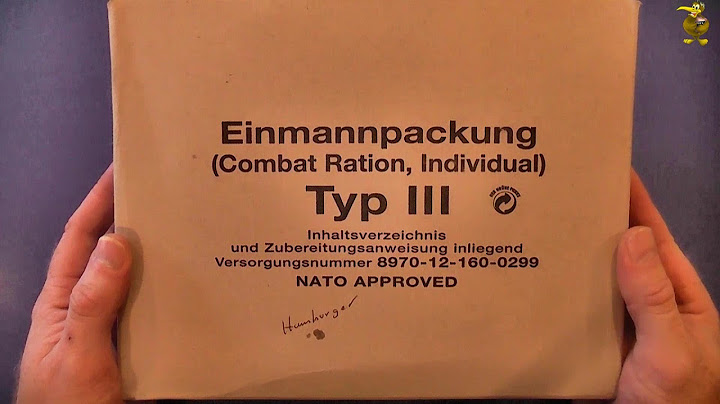 Einmannpackung
(Combat Ration, Individual)
Typ III
Inhaltsverzeichnis
und Zubereitungsanweisung inliegend
Versorgungsnummer 8970-12-160-0299
NATO APPROVED
Hamburger